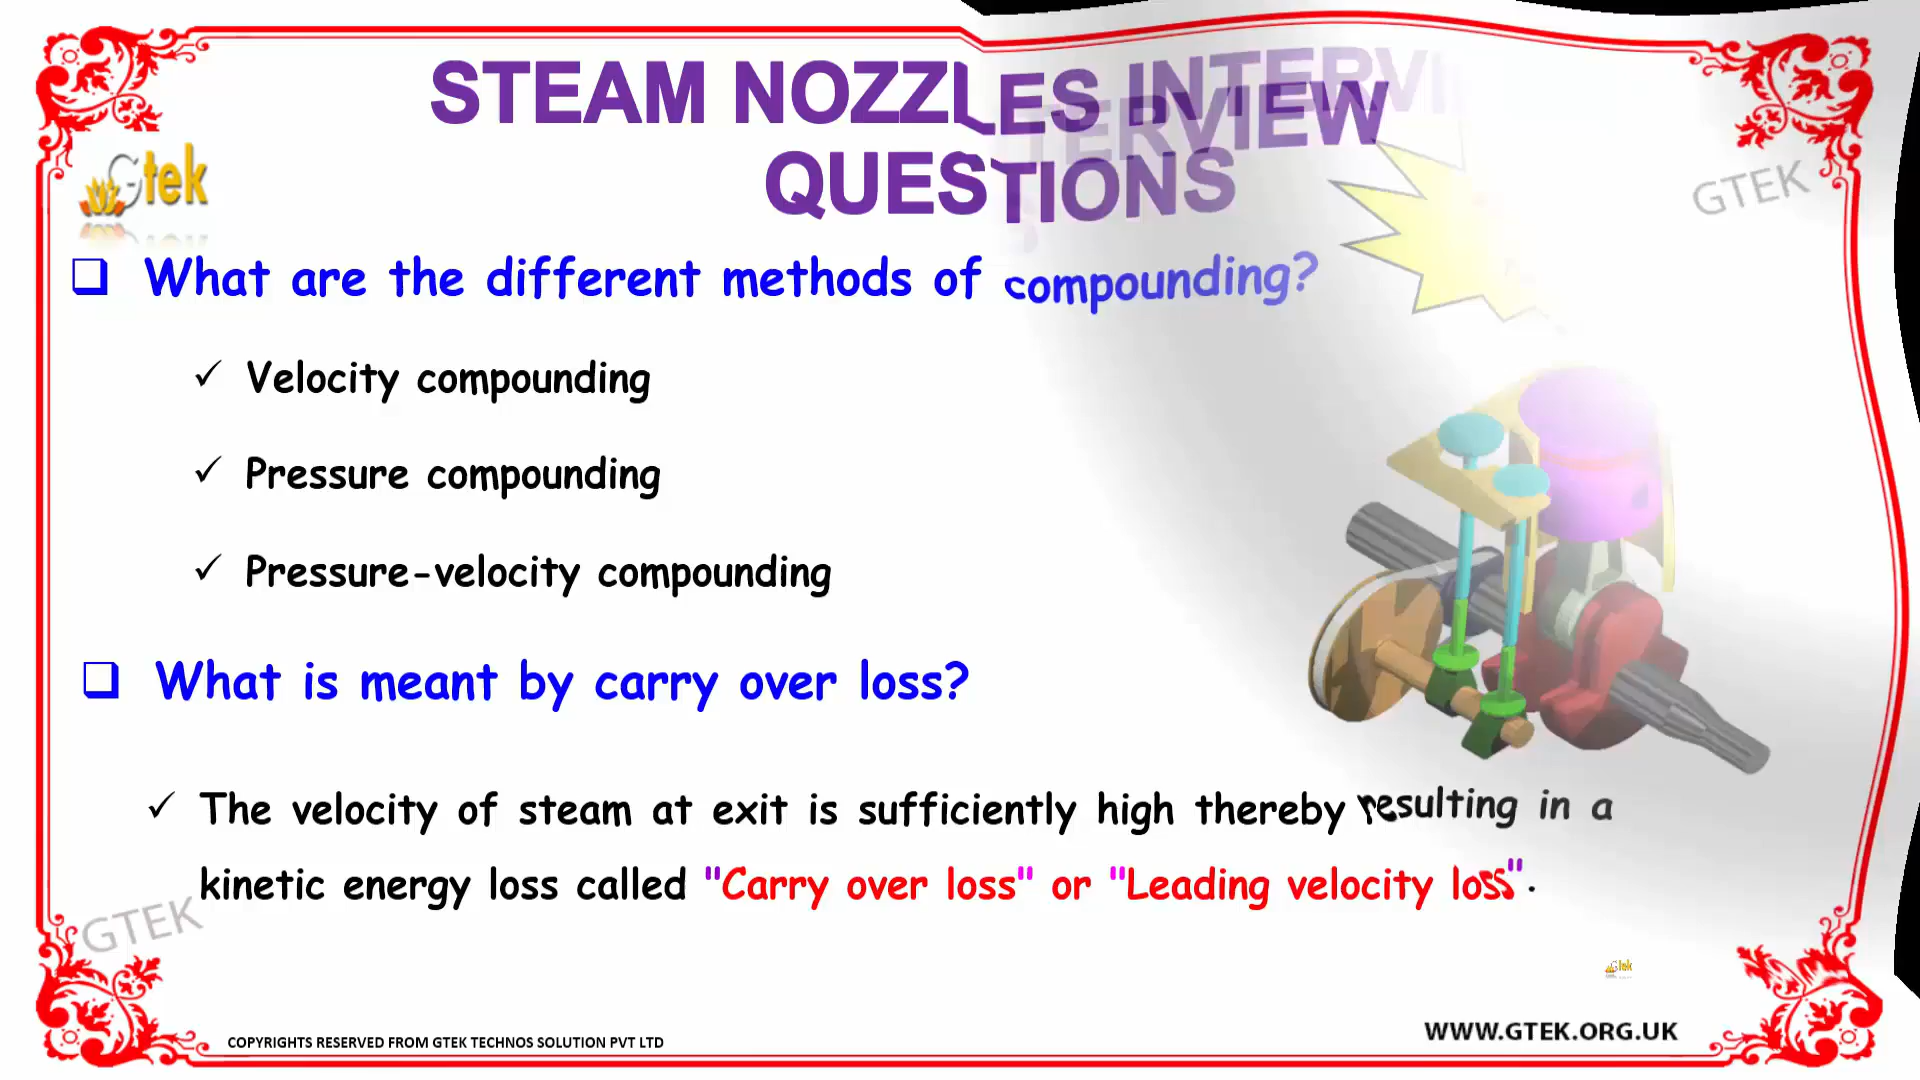 STEAM NOZZLES INTERVIEW
QUESTIONS
Gtek
GTEK
What are the different methods of compounding?
Velocity compounding
Pressure compounding
Pressure-velocity compounding
What is meant by carry over loss?
The velocity of steam at exit is sufficiently high thereby resulting in a
kinetic energy loss called "Carry over loss" or "Leading velocity loss".
GTEK
Gtek
COPYRIGHTS RESERVED FROM GTEK TECHNOS SOLUTION PVT LTD
WWW.GTEK.ORG.UK